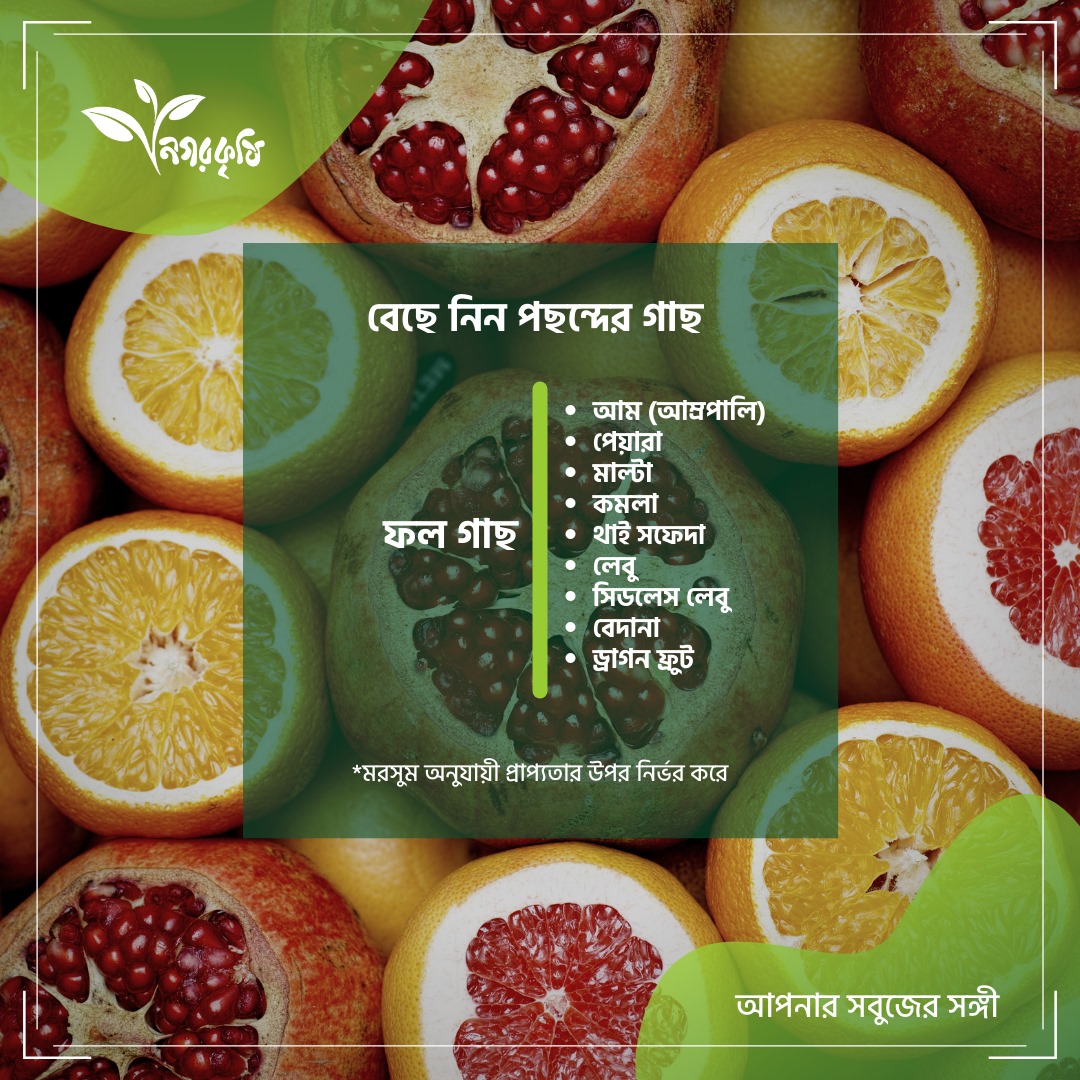 নগরকৃষি
বেছে নিন পছন্দের গাছ
ফল গাছ
আম (আম্রপালি)
পেয়ারা
মাল্টা
কমলা
থাই সফেদা
লেবু
সিডলেস লেবু
বেদানা
ড্রাগন ফ্রুট
*মরসুম অনুযায়ী প্রাপ্যতার উপর নির্ভর করে
আপনার সবুজের সঙ্গী